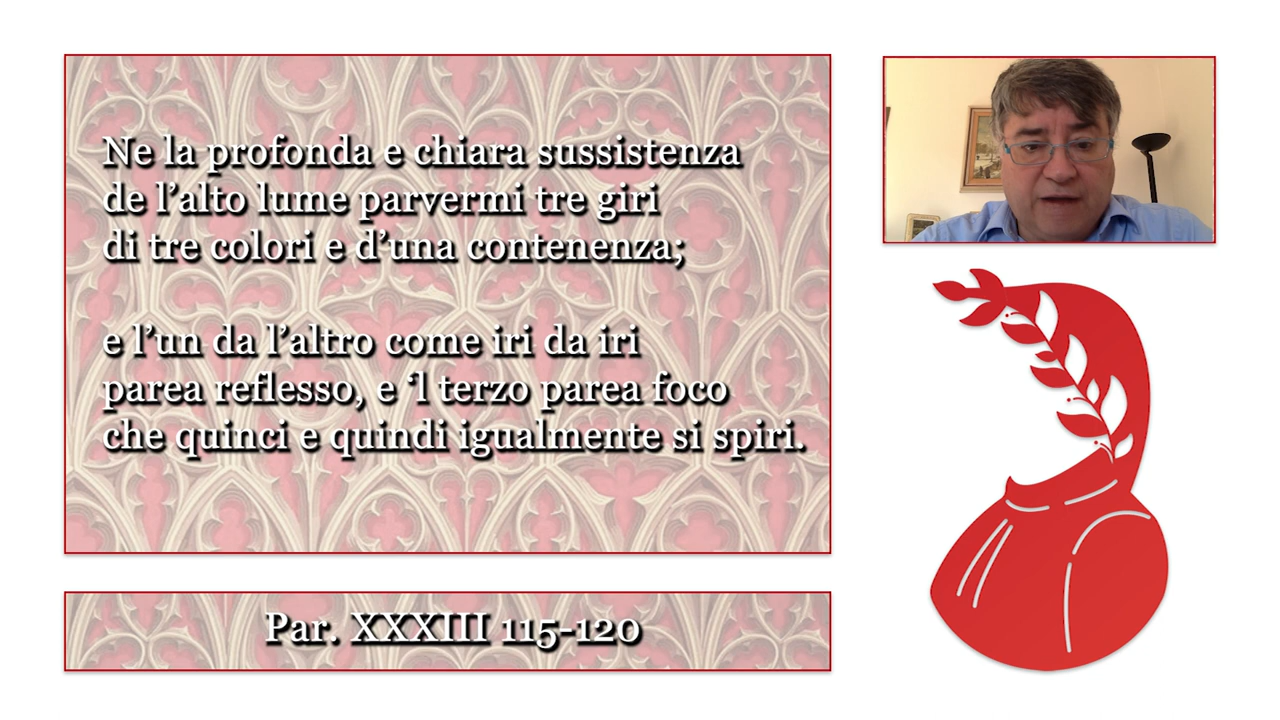 Ne la profonda e chiara sussistenza
de l’alto lume parvermi tre giri
di tre colori e d’una contenenza;
e l’un da l’altro come iri da iri
parea reflesso, e ‘l terzo parea foco
che quinci e quindi igualmente si spiri.
Par. XXXIII 115-120